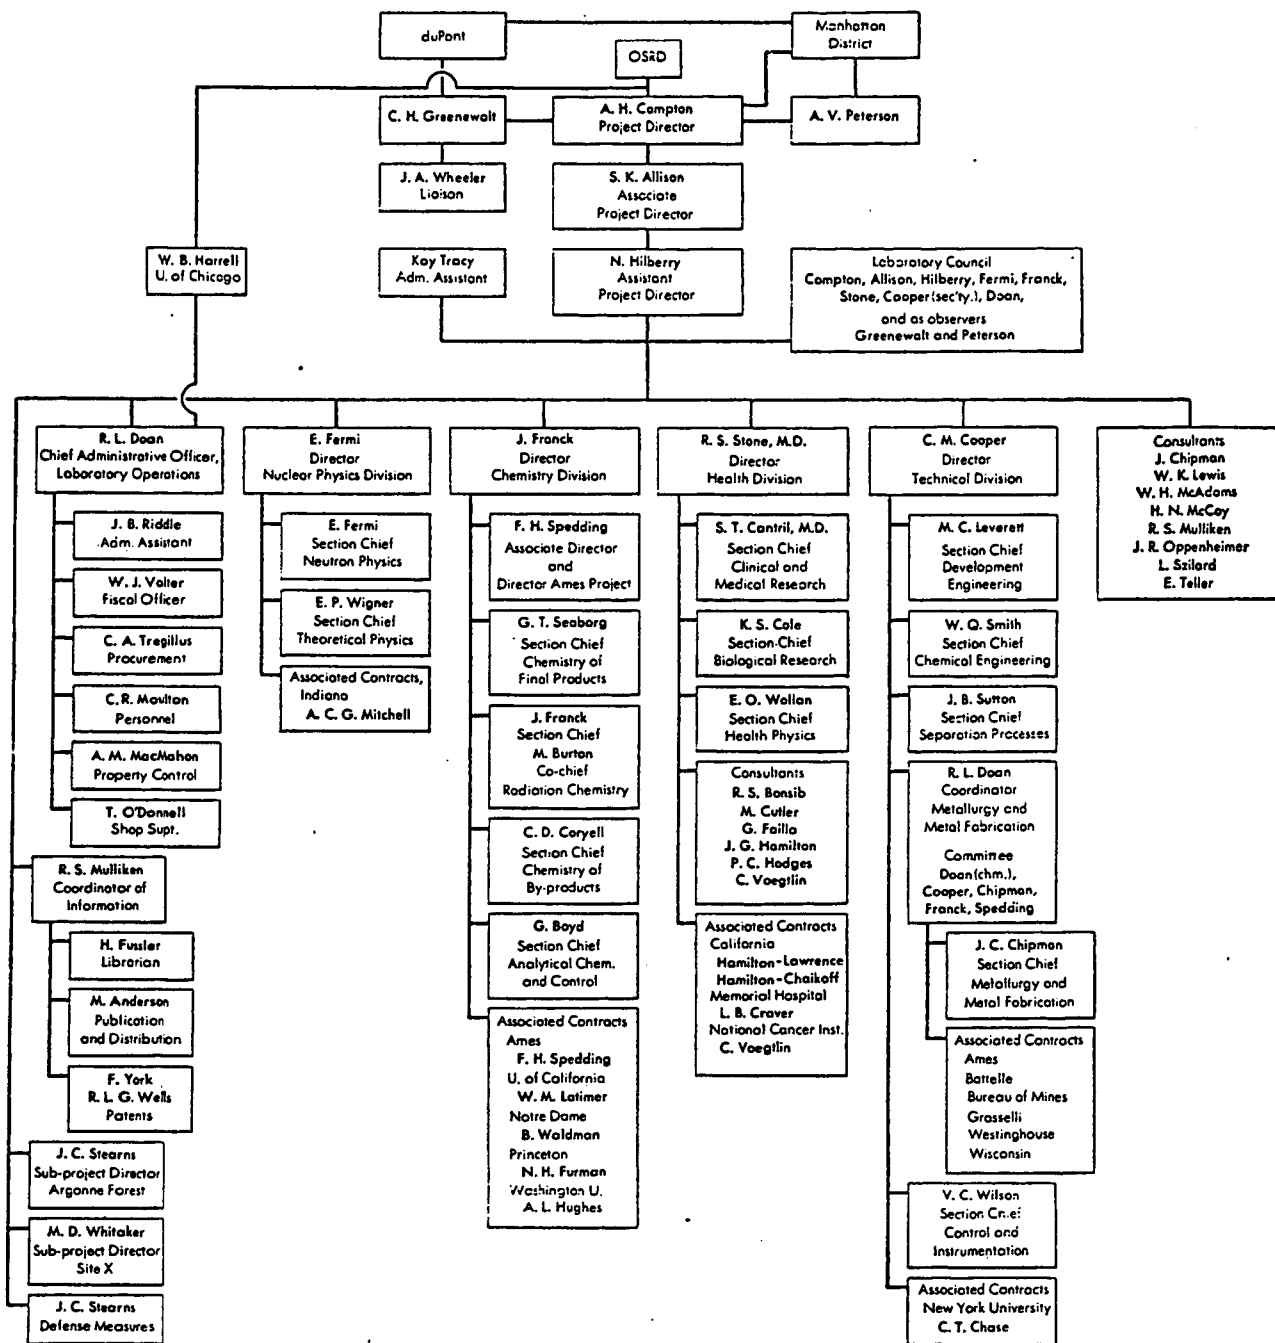 duPont
Manhattan
District
OSRD
C. H. Greenewalt
A. H. Compton
Project Director
A. V. Peterson
J. A. Wheeler
Liaison
S. K. Allison
Associate
Project Director
W. B. Harrell
U. of Chicago
Kay Tracy
Adm. Assistant
N. Hilberry
Assistant
Project Director
Laboratory Council
Compton, Allison, Hilberry, Fermi, Franck,
Stone, Cooper(sec'ty.), Doan,
and as observers
Greenewalt and Peterson
R. L. Doan
Chief Administrative Officer,
Laboratory Operations
J. B. Riddle
Adm. Assistant
W. J. Valter
Fiscal Officer
C. A. Tregillus
Procurement
C. R. Moulton
Personnel
A. M. MacMahon
Property Control
T. O'Donnell
Shop Supt.
R. S. Mulliken
Coordinator of
Information
H. Fussler
Librarian
M. Anderson
Publication
and Distribution
F. York
R. L. G. Wells
Patents
J. C. Stearns
Sub-project Director
Argonne Forest
M. D. Whitaker
Sub-project Director
Site X
J. C. Stearns
Defense Measures
E. Fermi
Director
Nuclear Physics Division
E. Fermi
Section Chief
Neutron Physics
E. P. Wigner
Section Chief
Theoretical Physics
Associated Contracts,
Indiana
A. C. G. Mitchell
J. Franck
Director
Chemistry Division
F. H. Spedding
Associate Director
and
Director Ames Project
G. T. Seaborg
Section Chief
Chemistry of
Final Products
J. Franck
Section Chief
M. Burton
Co-chief
Radiation Chemistry
C. D. Coryell
Section Chief
Chemistry of
By-products
G. Boyd
Section Chief
Analytical Chem.
and Control
Associated Contracts
Ames
F. H. Spedding
U. of California
W. M. Latimer
Notre Dame
B. Waldman
Princeton
N. H. Furman
Washington U.
A. L. Hughes
R. S. Stone, M.D.
Director
Health Division
S. T. Cantril, M.D.
Section Chief
Clinical and
Medical Research
K. S. Cole
Section-Chief
Biological Research
E. O. Wollan
Section Chief
Health Physics
Consultants
R. S. Bonsib
M. Cutler
G. Failla
J. G. Hamilton
P. C. Hodges
C. Voegtlin
Associated Contracts
California
Hamilton-Lawrence
Hamilton-Chaikoff
Memorial Hospital
L. B. Craver
National Cancer Inst.
C. Voegtlin
C. M. Cooper
Director
Technical Division
M. C. Leverett
Section Chief
Development
Engineering
W. Q. Smith
Section Chief
Chemical Engineering
J. B. Sutton
Section Chief
Separation Processes
R. L. Doan
Coordinator
Metallurgy and
Metal Fabrication
Committee
Doan(chm.),
Cooper, Chipman,
Franck, Spedding
J. C. Chipman
Section Chief
Metallurgy and
Metal Fabrication
Associated Contracts
Ames
Battelle
Bureau of Mines
Grasselli
Westinghouse
Wisconsin
V. C. Wilson
Section Chief
Control and
Instrumentation
Associated Contracts
New York University
C. T. Chase
Consultants
J. Chipman
W. K. Lewis
W. H. McAdams
H. N. McCoy
R. S. Mulliken
J. R. Oppenheimer
L. Szilard
E. Teller